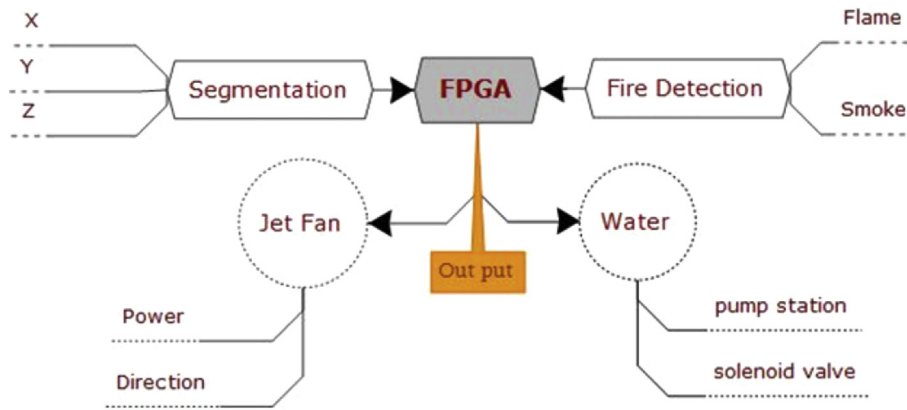 X
Y
Z
Segmentation
FPGA
Fire Detection
Flame
Smoke
Jet Fan
Water
Out put
Power
Direction
pump station
solenoid valve